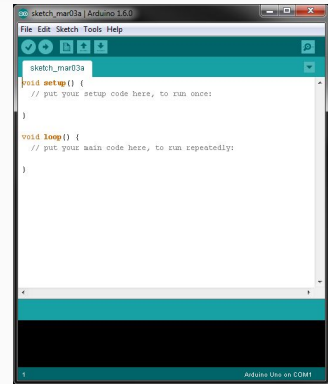 sketch_mar03a | Arduino 1.6.0
File Edit Sketch Tools Help
sketch_mar03a
void setup() {
// put your setup code here, to run once:
}
void loop() {
// put your main code here, to run repeatedly:
}
1
Arduino Uno on COM1